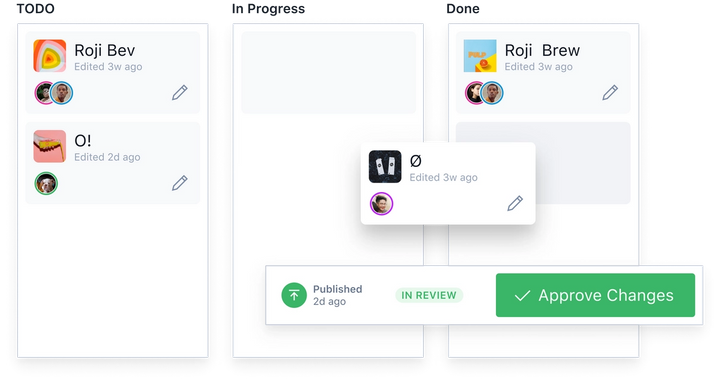 TODO
In Progress
Done
Roji Bev
Edited 3w ago
O!
Edited 2d ago
Roji Brew
Edited 3w ago
PULP
Ø
Edited 3w ago
Published
2d ago
IN REVIEW
Approve Changes